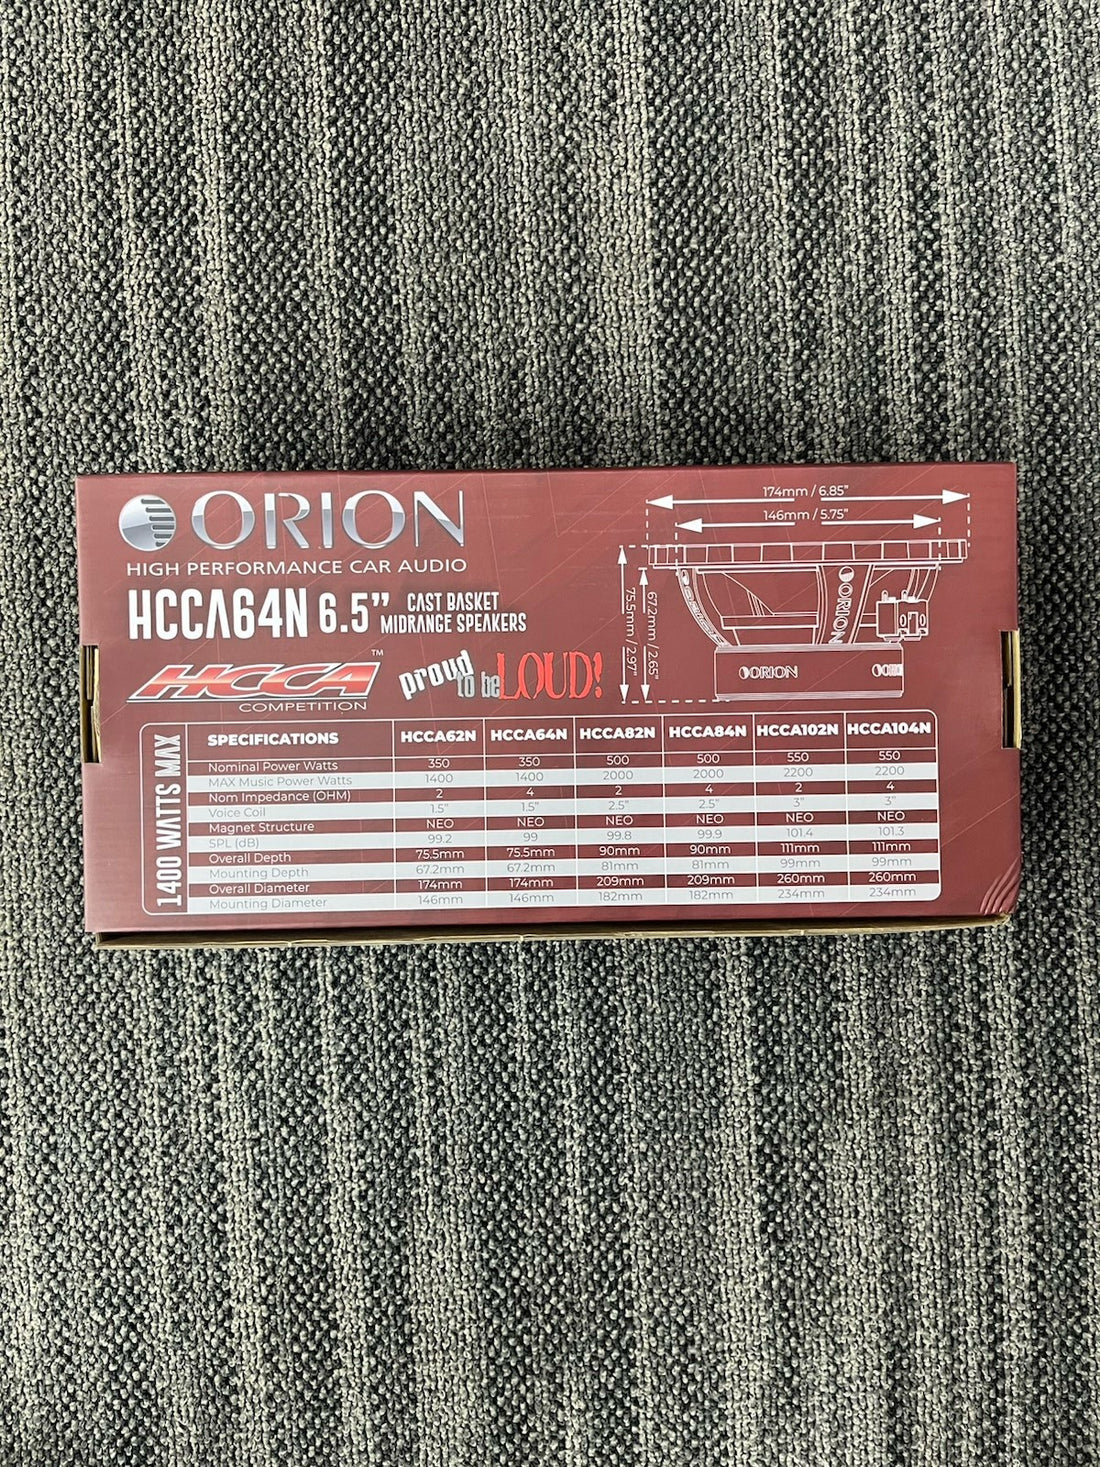 ORION
HIGH PERFORMANCE CAR AUDIO
HCCA64N 6.5” CAST BASKET MIDRANGE SPEAKERS
HCCA™
COMPETITION
proud to be LOUD!
174mm / 6.85"
146mm / 5.75"
75.5mm / 2.97"
67.2mm / 2.65"
ORION
ORION
1400 WATTS MAX
SPECIFICATIONS HCCA62N HCCA64N HCCA82N HCCA84N HCCA102N HCCA104N
Nominal Power Watts 350 350 500 500 550 550
MAX Music Power Watts 1400 1400 2000 2000 2200 2200
Nom Impedance (OHM) 2 4 2 4 2 4
Voice Coil 1.5" 1.5" 2.5" 2.5" 3" 3"
Magnet Structure NEO NEO NEO NEO NEO NEO
SPL (dB) 99.2 99 99.8 99.9 101.4 101.3
Overall Depth 75.5mm 75.5mm 90mm 90mm 111mm 111mm
Mounting Depth 67.2mm 67.2mm 81mm 81mm 99mm 99mm
Overall Diameter 174mm 174mm 209mm 209mm 260mm 260mm
Mounting Diameter 146mm 146mm 182mm 182mm 234mm 234mm